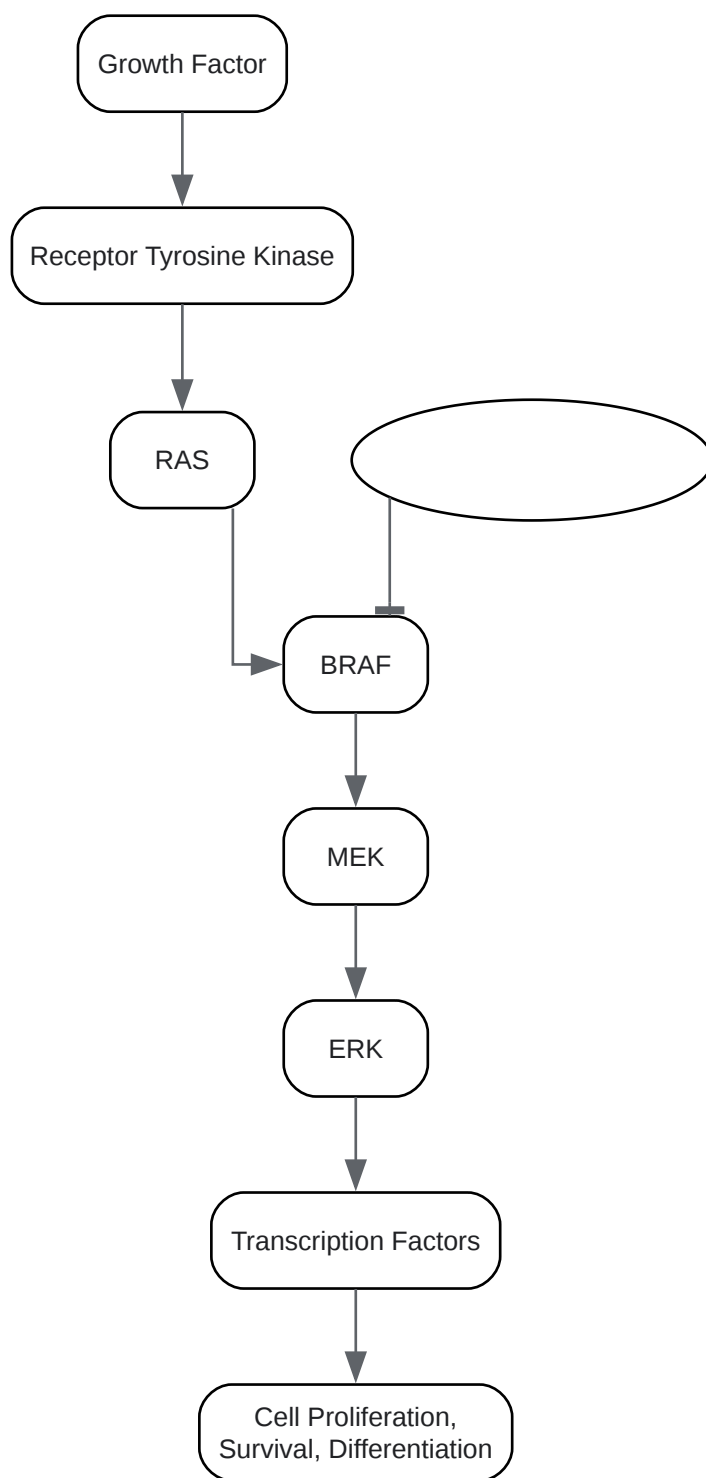 Growth Factor
Receptor Tyrosine Kinase
RAS
BRAF
MEK
ERK
Transcription Factors
Cell Proliferation,
Survival, Differentiation